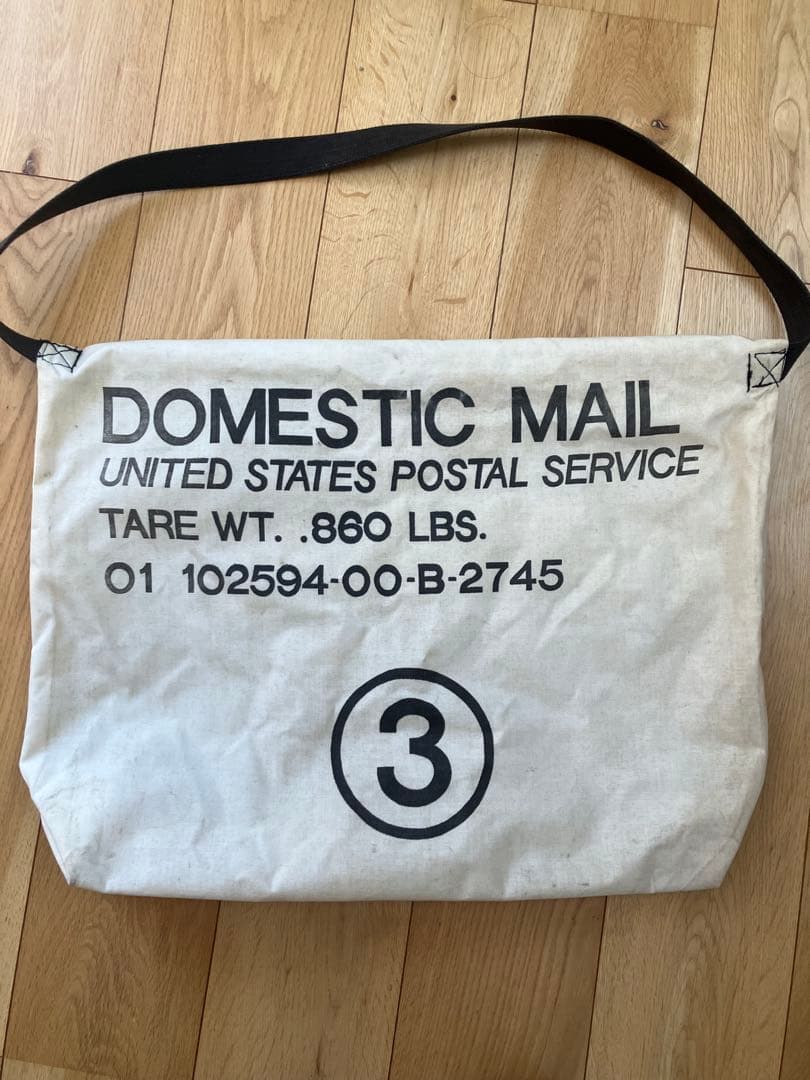 DOMESTIC MAIL
UNITED STATES POSTAL SERVICE
TARE WT. .860 LBS.
01 102594-00-B-2745
3